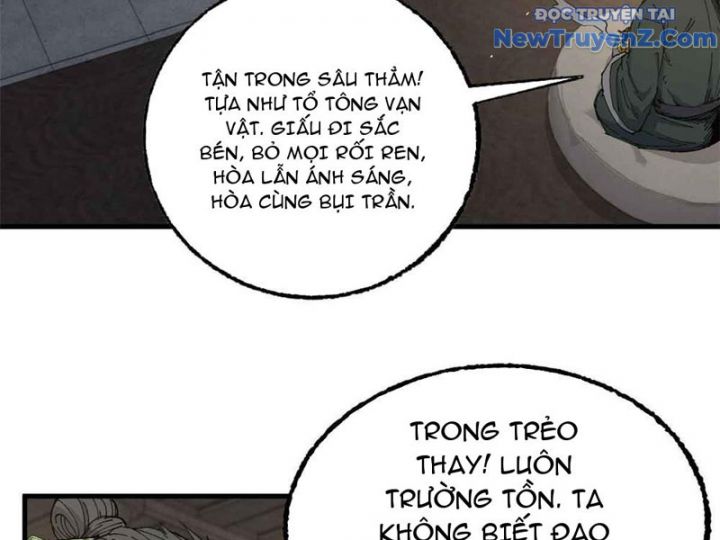 ĐỌC TRUYỆN TẠI
NewTruyenZ.Com
TẬN TRONG SÂU THẲM!
TỰA NHƯ TỔ TÔNG VẠN
VẬT. GIẤU ĐI SẮC
BÉN, BỎ MỌI RỐI REN,
HÒA LẪN ÁNH SÁNG,
HÒA CÙNG BỤI TRẦN.
TRONG TRẺO
THAY! LUÔN
TRƯỜNG TỒN. TA
KHÔNG BIẾT ĐẠO